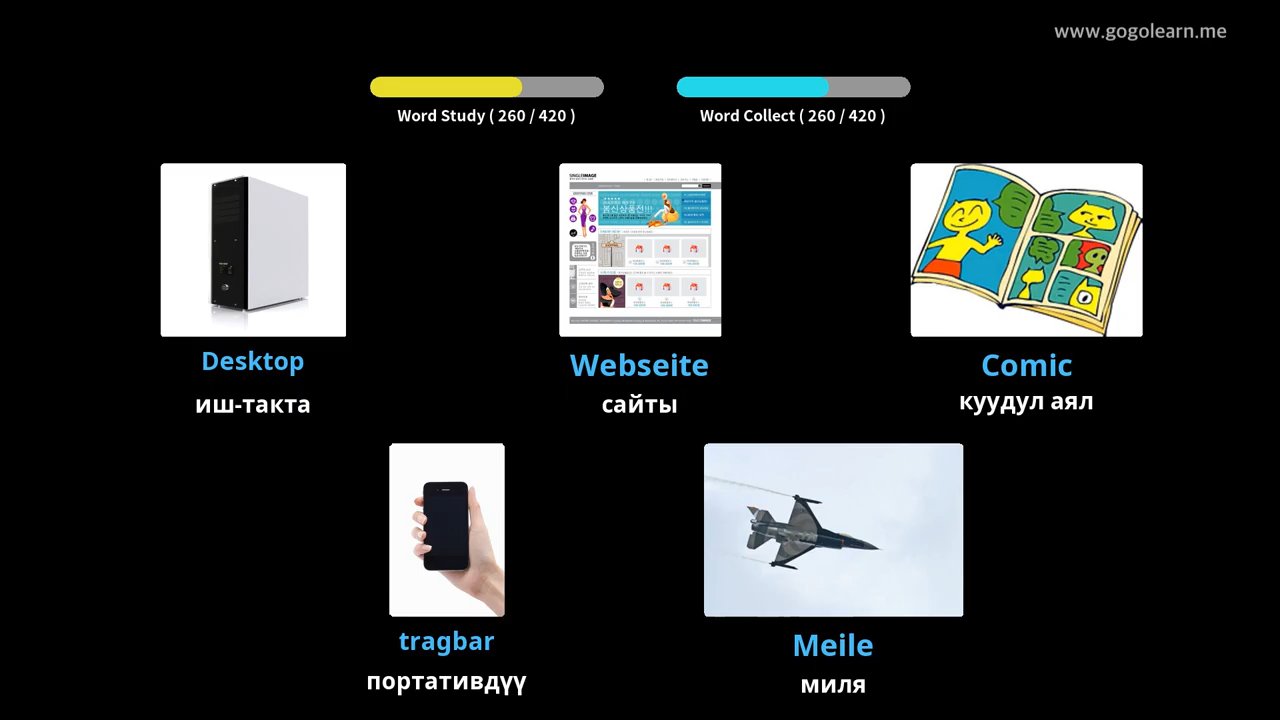 www.gogolearn.me
Word Study ( 260 / 420 )
Word Collect ( 260 / 420 )
Desktop
иш-такта
Webseite
сайты
Comic
куудул аял
tragbar
портативдүү
Meile
миля